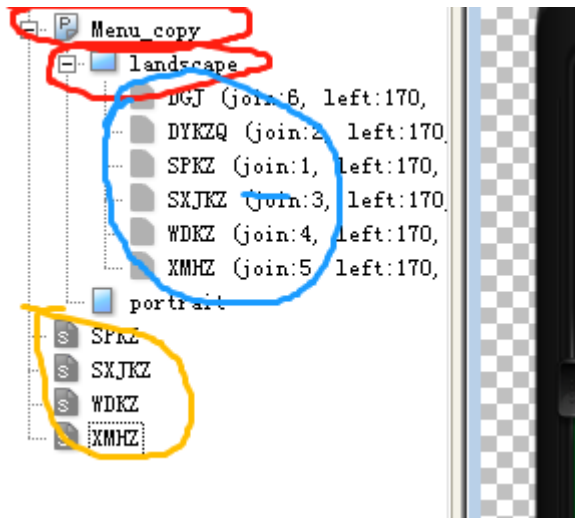 Menu_copy
landscape
DGJ (join:6, left:170,
DYKZQ (join:2, left:170,
SPKZ (join:1, left:170,
SXJKZ (join:3, left:170,
WDKZ (join:4, left:170,
XMHZ (join:5, left:170,
portrait
SPKZ
SXJKZ
WDKZ
XMHZ